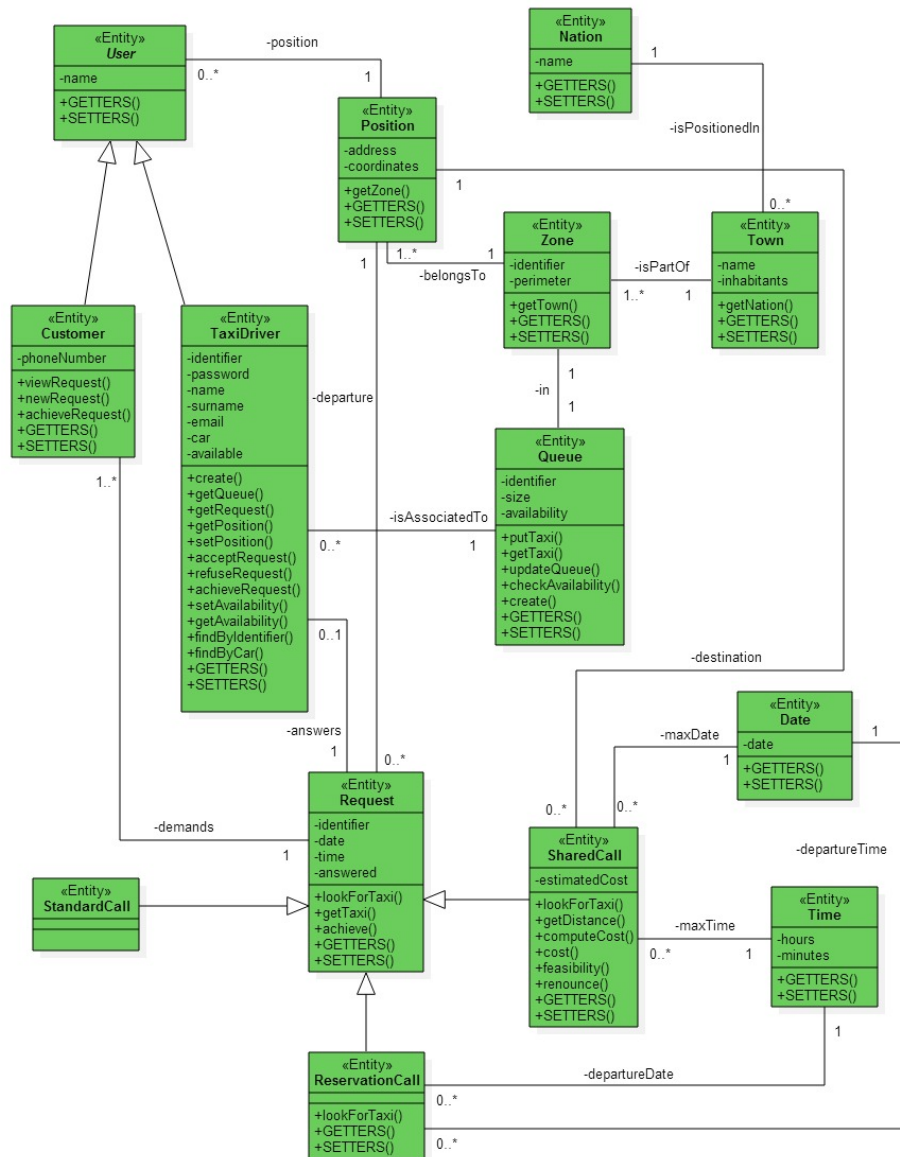 «Entity»
User
-name
+GETTERS()
+SETTERS()
-position
0..*
1
«Entity»
Nation
-name
+GETTERS()
+SETTERS()
1
-isPositionedIn
0..*
«Entity»
Position
-address
-coordinates
+getZone()
+GETTERS()
+SETTERS()
1
1..*
1
-belongsTo
1
«Entity»
Zone
-identifier
-perimeter
+getTown()
+GETTERS()
+SETTERS()
-isPartOf
1..*
1
«Entity»
Town
-name
-inhabitants
+getNation()
+GETTERS()
+SETTERS()
«Entity»
Customer
-phoneNumber
+viewRequest()
+newRequest()
+achieveRequest()
+GETTERS()
+SETTERS()
1..*
«Entity»
TaxiDriver
-identifier
-password
-name
-surname
-email
-car
-available
+create()
+getQueue()
+getRequest()
+getPosition()
+setPosition()
+acceptRequest()
+refuseRequest()
+achieveRequest()
+setAvailability()
+getAvailability()
+findByIdentifier()
+findByCar()
+GETTERS()
+SETTERS()
-departure
1
-in
1
«Entity»
Queue
-identifier
-size
-availability
+putTaxi()
+getTaxi()
+updateQueue()
+checkAvailability()
+create()
+GETTERS()
+SETTERS()
-isAssociatedTo
0..*
1
0..1
-answers
1
0..*
-destination
0..*
«Entity»
Date
-date
+GETTERS()
+SETTERS()
1
-maxDate
1
0..*
«Entity»
Request
-identifier
-date
-time
-answered
+lookForTaxi()
+getTaxi()
+achieve()
+GETTERS()
+SETTERS()
-demands
1
«Entity»
StandardCall
«Entity»
SharedCall
-estimatedCost
+lookForTaxi()
+getDistance()
+computeCost()
+cost()
+feasibility()
+renounce()
+GETTERS()
+SETTERS()
-departureTime
-maxTime
0..*
1
«Entity»
Time
-hours
-minutes
+GETTERS()
+SETTERS()
1
-departureDate
0..*
0..*
«Entity»
ReservationCall
+lookForTaxi()
+GETTERS()
+SETTERS()